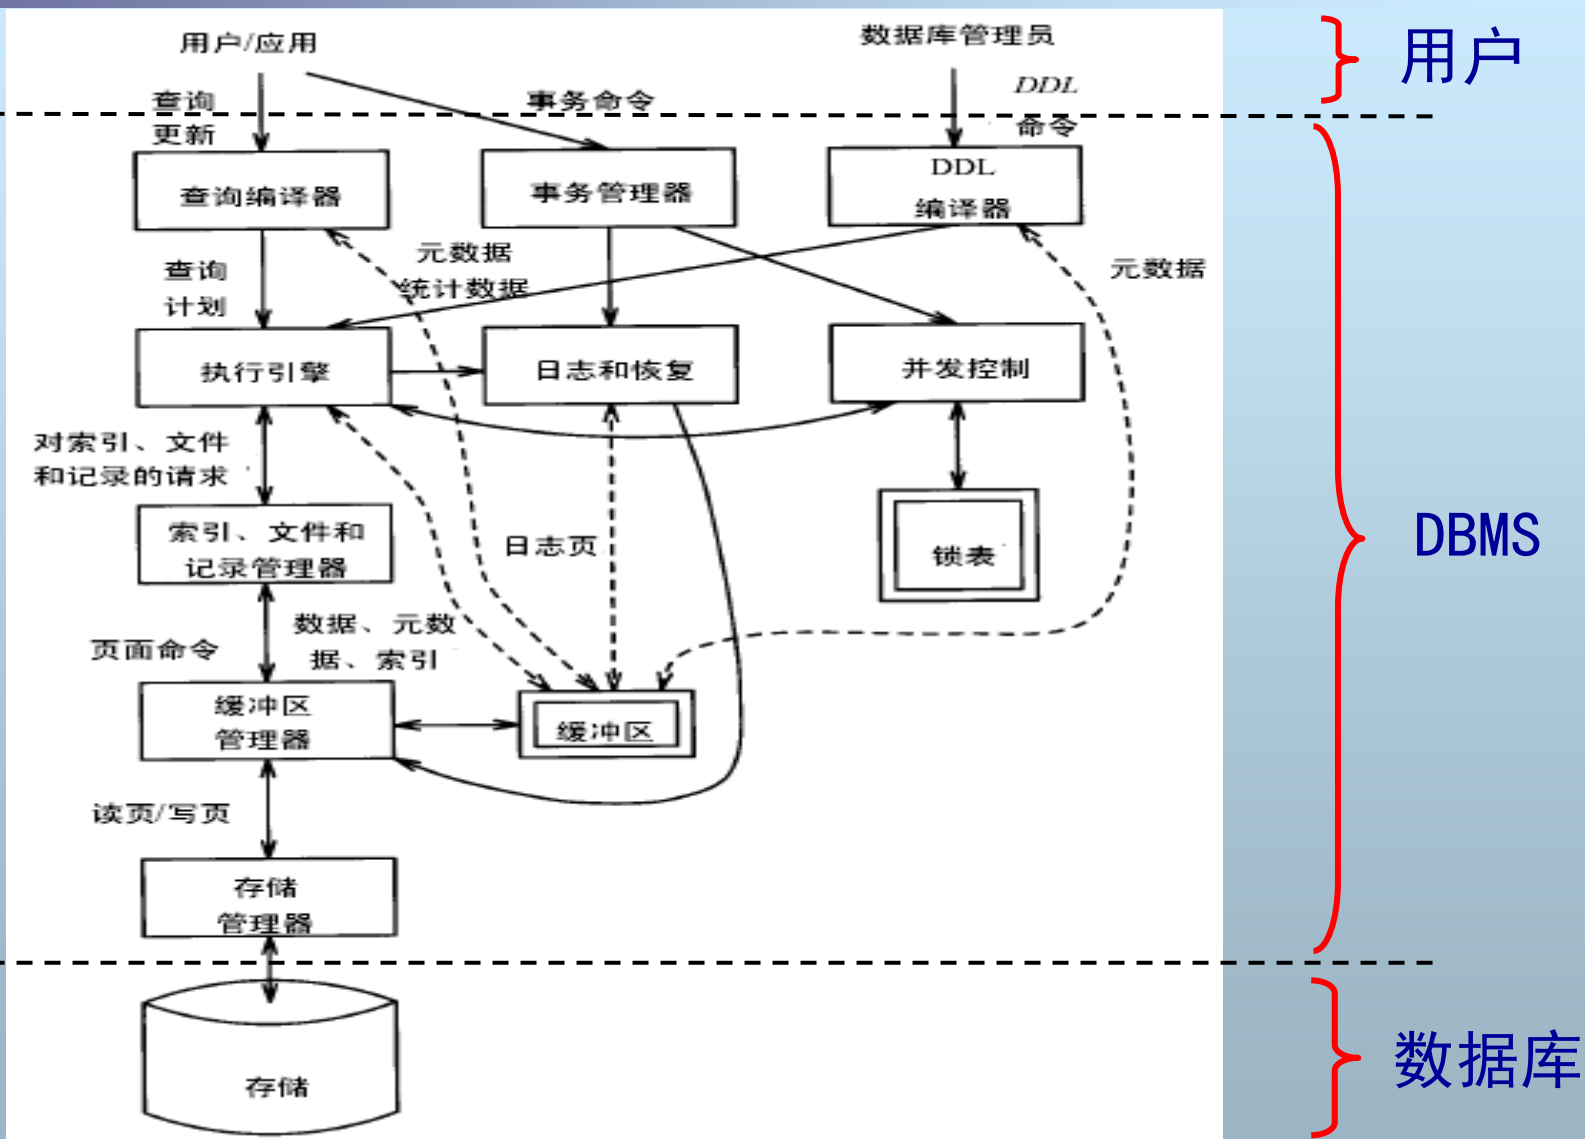 用户/应用
数据库管理员
用户
查询
更新
事务命令
DDL
命令
查询编译器
事务管理器
DDL
编译器
查询
计划
元数据
统计数据
元数据
执行引擎
日志和恢复
并发控制
对索引、文件
和记录的请求
索引、文件和
记录管理器
日志页
锁表
DBMS
页面命令
数据、元数
据、索引
缓冲区
管理器
缓冲区
读页/写页
存储
管理器
存储
数据库